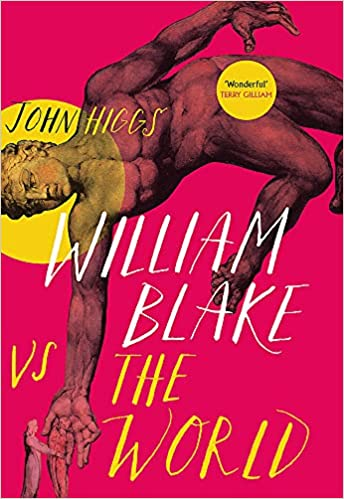 JOHN HIGGS
'Wonderful'
TERRY GILLIAM
WILLIAM
BLAKE
VS THE
WORLD